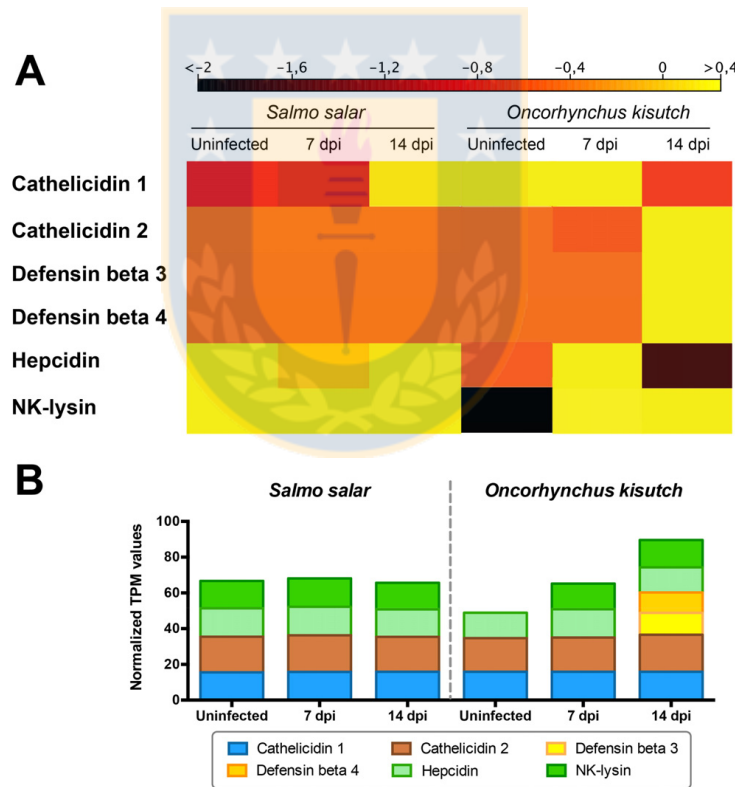 A
<-2 -1,6 -1,2 -0,8 -0,4 0 >0,4
Salmo salar Oncorhynchus kisutch
Uninfected 7 dpi 14 dpi Uninfected 7 dpi 14 dpi
Cathelicidin 1
Cathelicidin 2
Defensin beta 3
Defensin beta 4
Hepcidin
NK-lysin
B
Salmo salar Oncorhynchus kisutch
Normalized TPM values
100
80
60
40
20
0
Uninfected 7 dpi 14 dpi Uninfected 7 dpi 14 dpi
Cathelicidin 1 Cathelicidin 2 Defensin beta 3
Defensin beta 4 Hepcidin NK-lysin